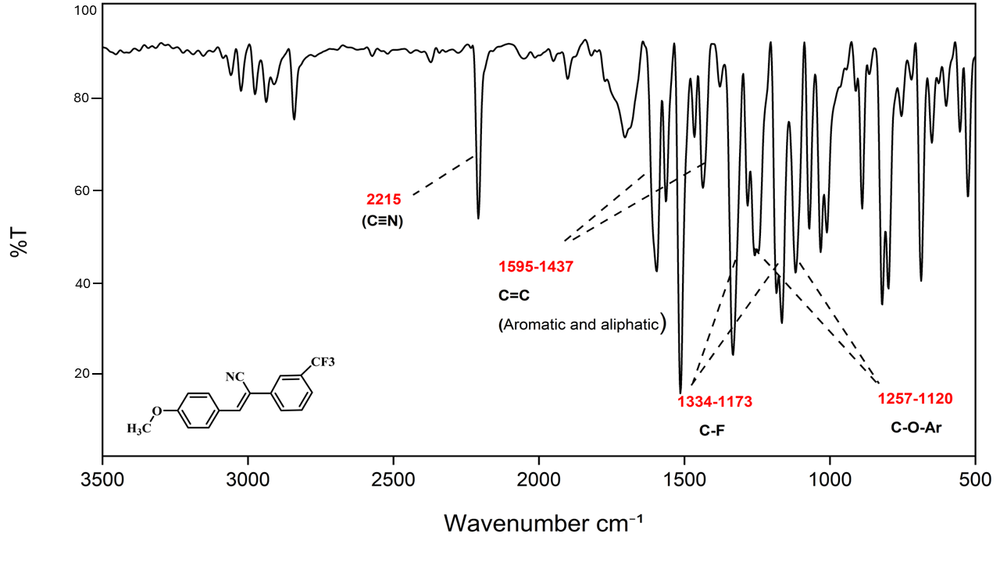 100
80
60
40
20
%T
2215
(C≡N)
1595-1437
C=C
(Aromatic and aliphatic)
1334-1173
C-F
1257-1120
C-O-Ar
NC
CF3
O
H₃C
3500 3000 2500 2000 1500 1000 500
Wavenumber cm⁻¹